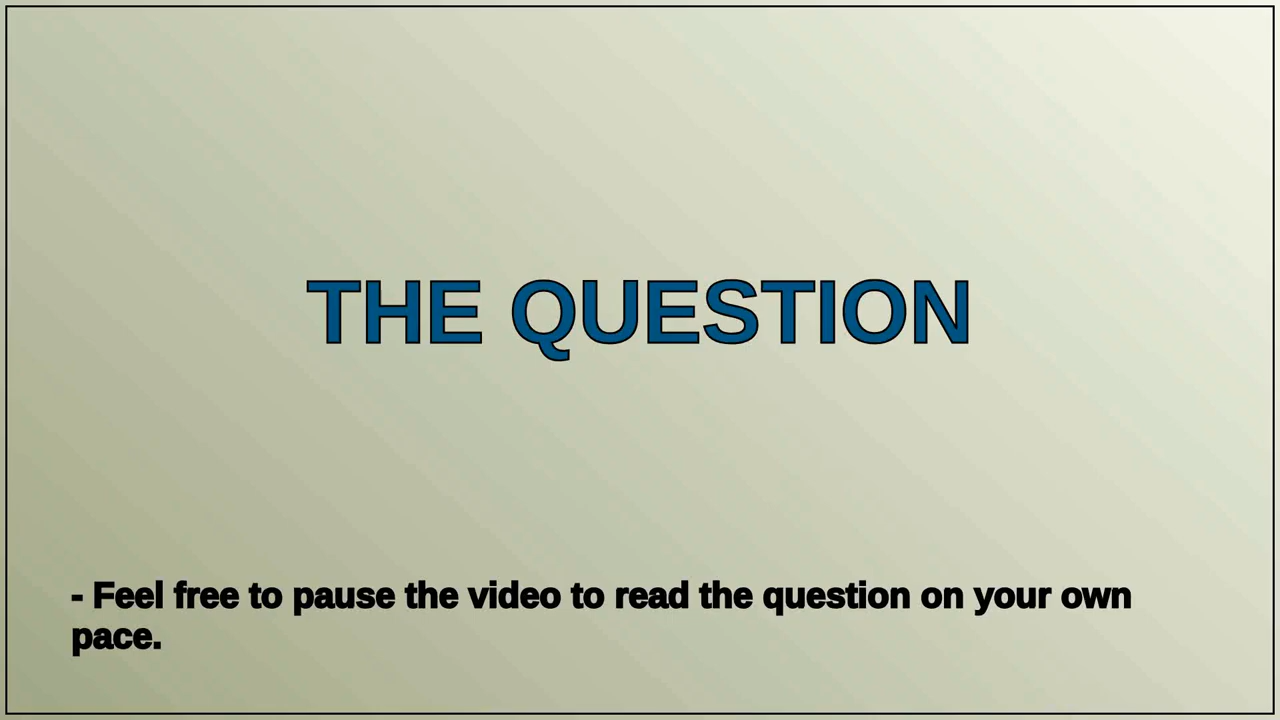 THE QUESTION
- Feel free to pause the video to read the question on your own
pace.